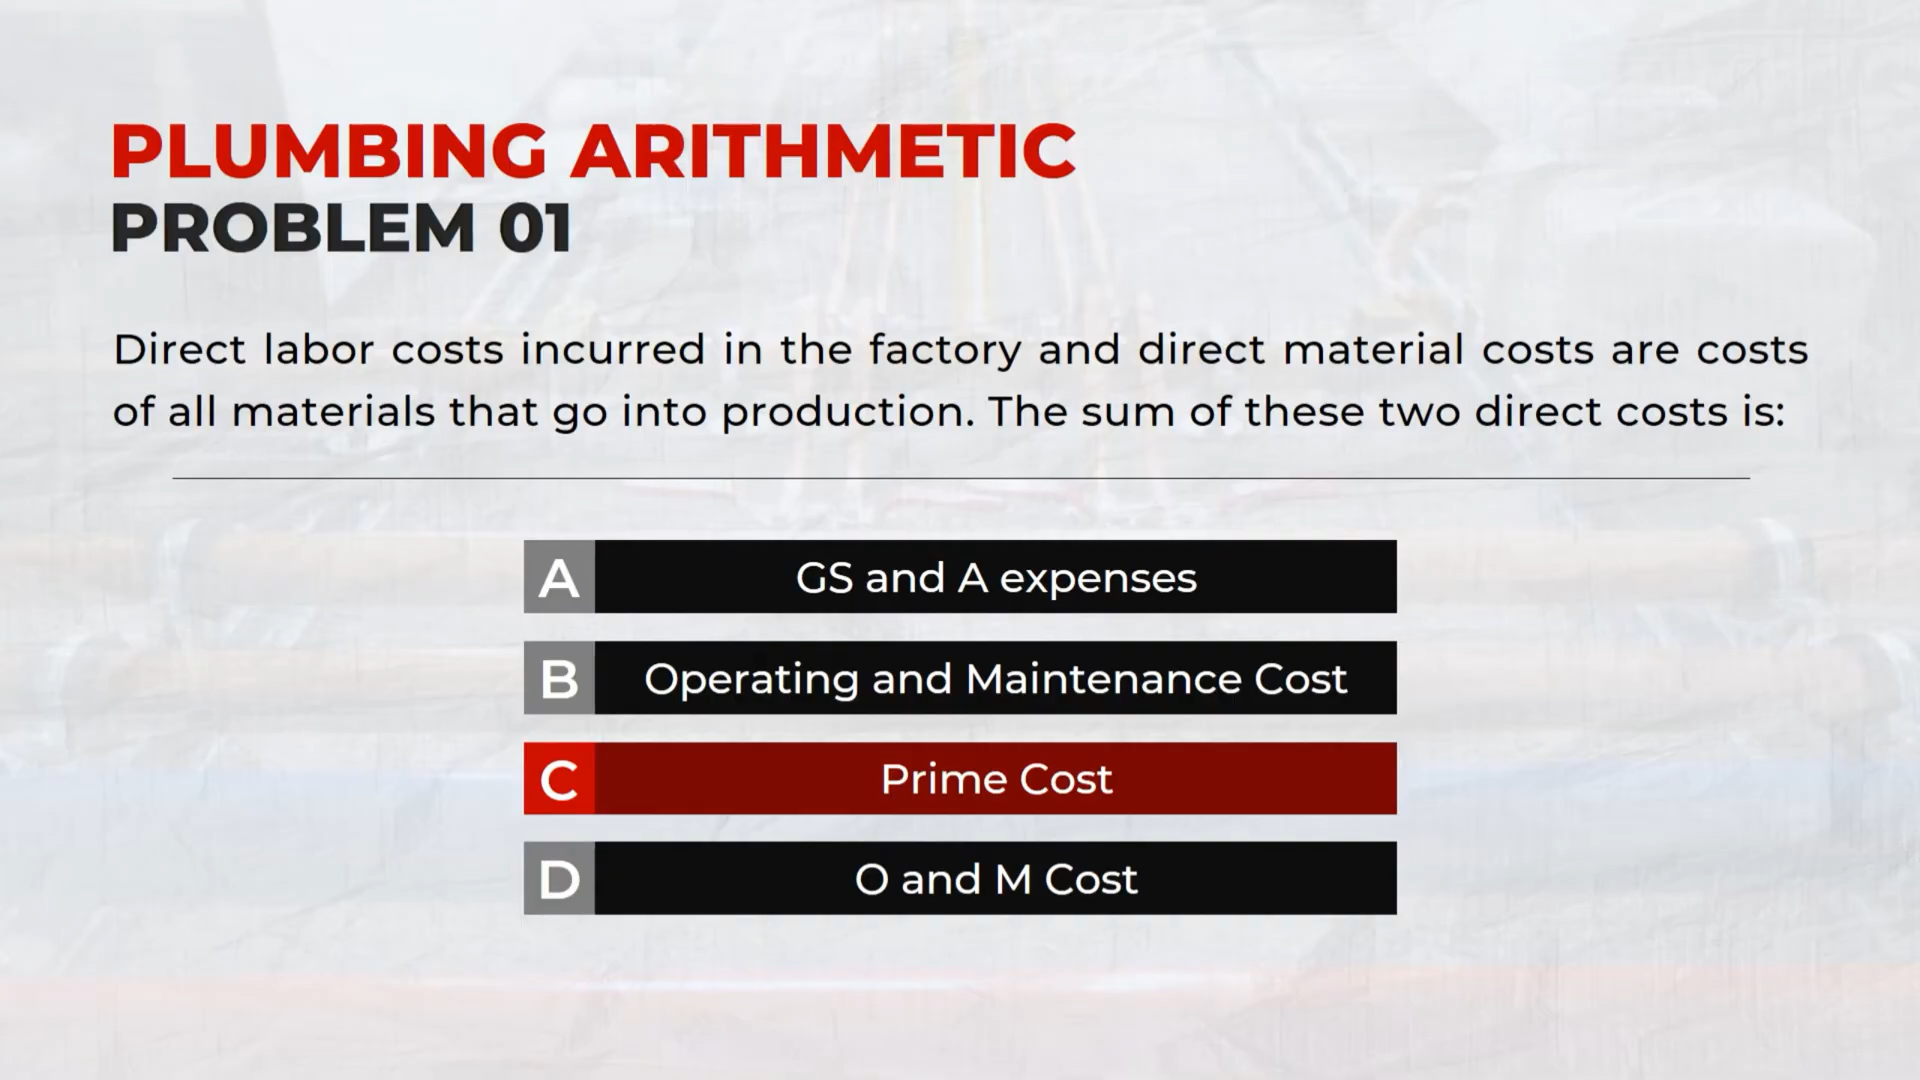 PLUMBING ARITHMETIC
PROBLEM 01
Direct labor costs incurred in the factory and direct material costs are costs
of all materials that go into production. The sum of these two direct costs is:
A GS and A expenses
B Operating and Maintenance Cost
C Prime Cost
D O and M Cost